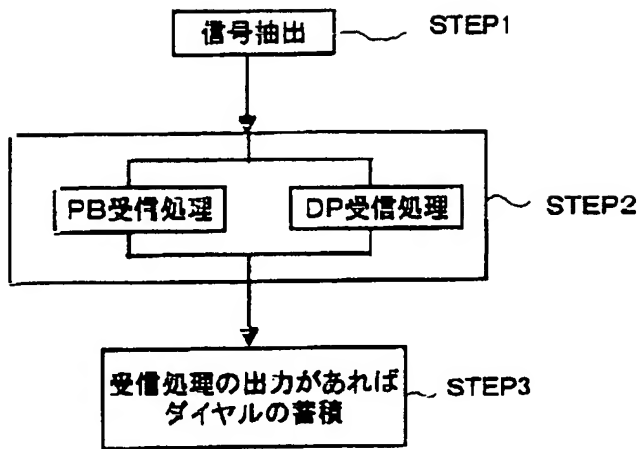 信号抽出
STEP1
PB受信処理
DP受信処理
STEP2
受信処理の出力があれば
ダイヤルの蓄積
STEP3